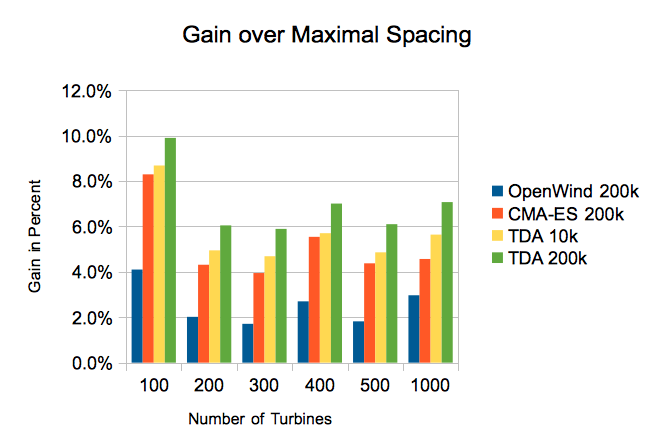 Gain over Maximal Spacing
12.0%
10.0%
8.0%
6.0%
4.0%
2.0%
0.0%
Gain in Percent
100 200 300 400 500 1000
Number of Turbines
OpenWind 200k
CMA-ES 200k
TDA 10k
TDA 200k